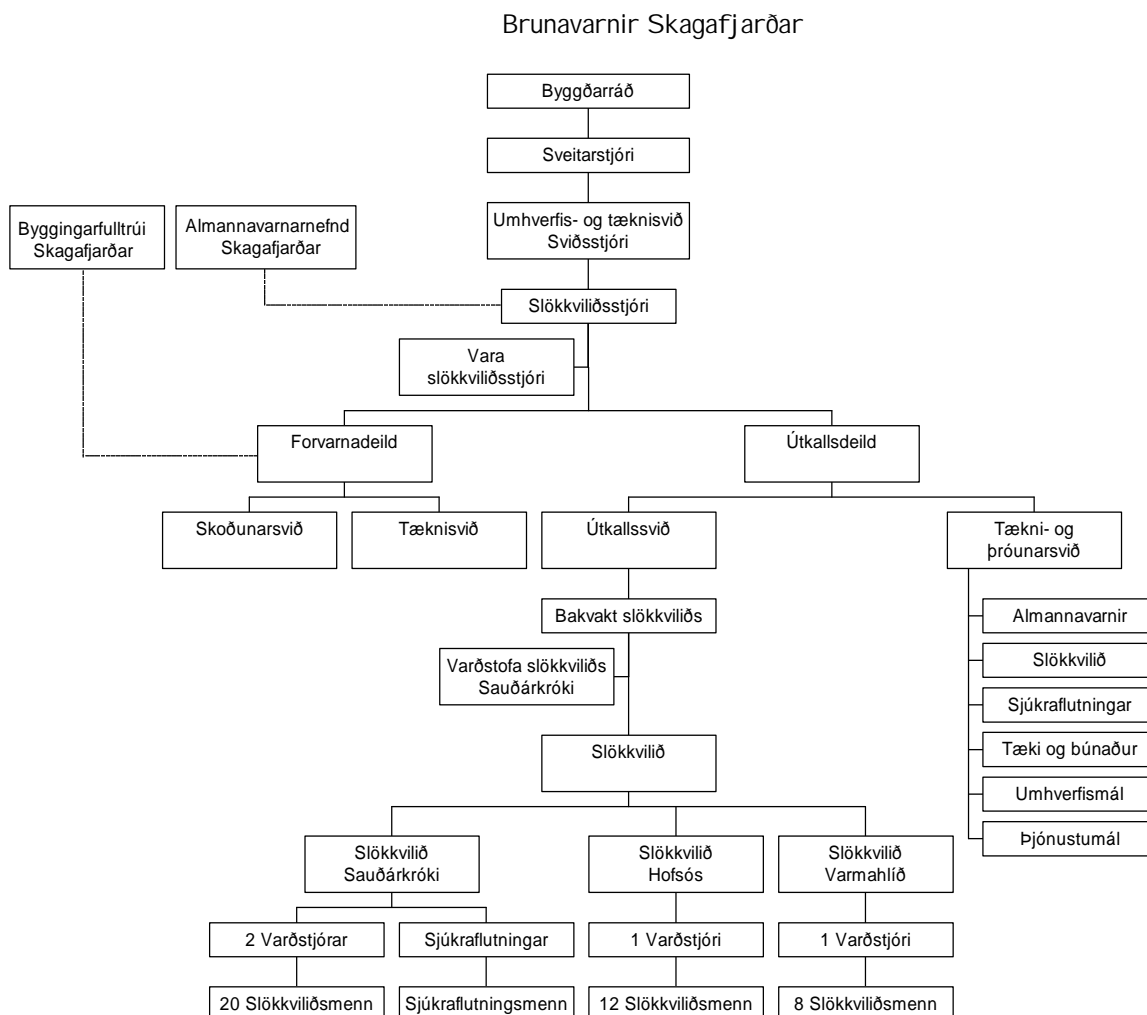 Brunavarnir Skagafjarðar
Byggðarráð
Sveitarstjóri
Umhverfis- og tæknisvið
Sviðsstjóri
Byggingarfulltrúi
Skagafjarðar
Almannavarnarnefnd
Skagafjarðar
Slökkviliðsstjóri
Vara
slökkviliðsstjóri
Forvarnadeild
Útkallsdeild
Skoðunarsvið
Tæknisvið
Útkallssvið
Tækni- og
þróunarsvið
Bakvakt slökkviliðs
Varðstofa slökkviliðs
Sauðárkróki
Slökkvilið
Almannavarnir
Slökkvilið
Sjúkraflutningar
Tæki og búnaður
Umhverfismál
Þjónustumál
Slökkvilið
Sauðárkróki
Slökkvilið
Hofsós
Slökkvilið
Varmahlíð
2 Varðstjórar
Sjúkraflutningar
1 Varðstjóri
1 Varðstjóri
20 Slökkviliðsmenn
Sjúkraflutningsmenn
12 Slökkviliðsmenn
8 Slökkviliðsmenn